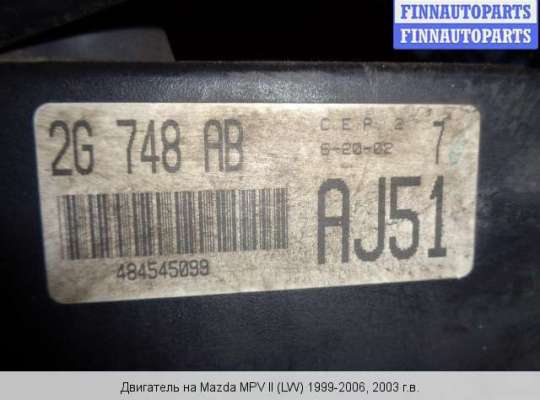 FINNAUTOPARTS
FINNAUTOPARTS
2G 748 AB
C.E.P. 2
6-20-02
7
AJ51
484545099
Двигатель на Mazda MPV II (LW) 1999-2006, 2003 г.в.